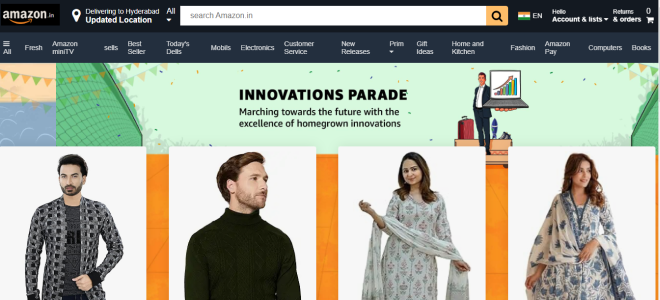 amazon.in
Delivering to Hyderabad
Updated Location
All
search Amazon.in
EN
Hello
Account & lists
Returns
& orders
0
All
Fresh
Amazon
miniTV
sells
Best
Seller
Today's
Dells
Mobils
Electronics
Customer
Service
New
Releases
Prim
Gift
Ideas
Home and
Kitchen
Fashion
Amazon
Pay
Computers
Books
INNOVATIONS PARADE
Marching towards the future with the
excellence of homegrown innovations